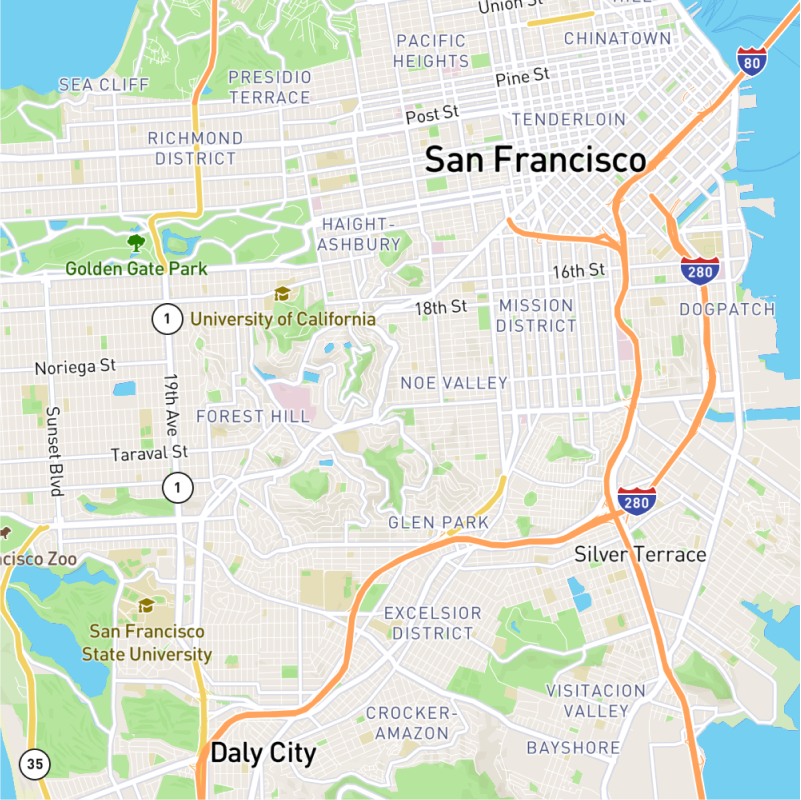 Union St
HILL
CHINATOWN
PACIFIC
HEIGHTS
80
SEA CLIFF
PRESIDIO
TERRACE
Pine St
Post St
TENDERLOIN
RICHMOND
DISTRICT
San Francisco
HAIGHT-
ASHBURY
Golden Gate Park
16th St
280
1
University of California
18th St
MISSION
DISTRICT
DOGPATCH
Noriega St
19th Ave
Sunset Blvd
NOE VALLEY
FOREST HILL
Taraval St
1
280
GLEN PARK
cisco Zoo
Silver Terrace
San Francisco
State University
EXCELSIOR
DISTRICT
VISITACION
VALLEY
CROCKER-
AMAZON
BAYSHORE
Daly City
35